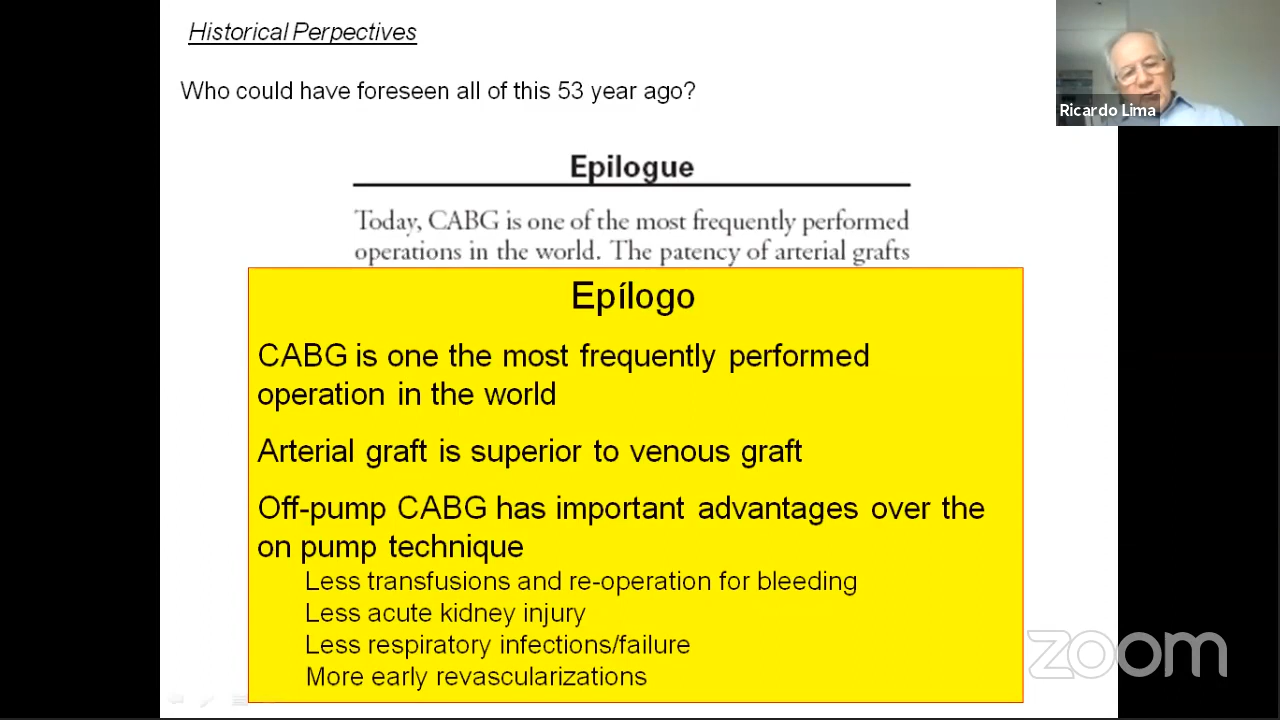 Historical Perpectives
Who could have foreseen all of this 53 year ago?
Ricardo Lima
Epilogue
Today, CABG is one of the most frequently performed
operations in the world. The patency of arterial grafts
Epílogo
CABG is one the most frequently performed
operation in the world
Arterial graft is superior to venous graft
Off-pump CABG has important advantages over the
on pump technique
Less transfusions and re-operation for bleeding
Less acute kidney injury
Less respiratory infections/failure
More early revascularizations
zoom